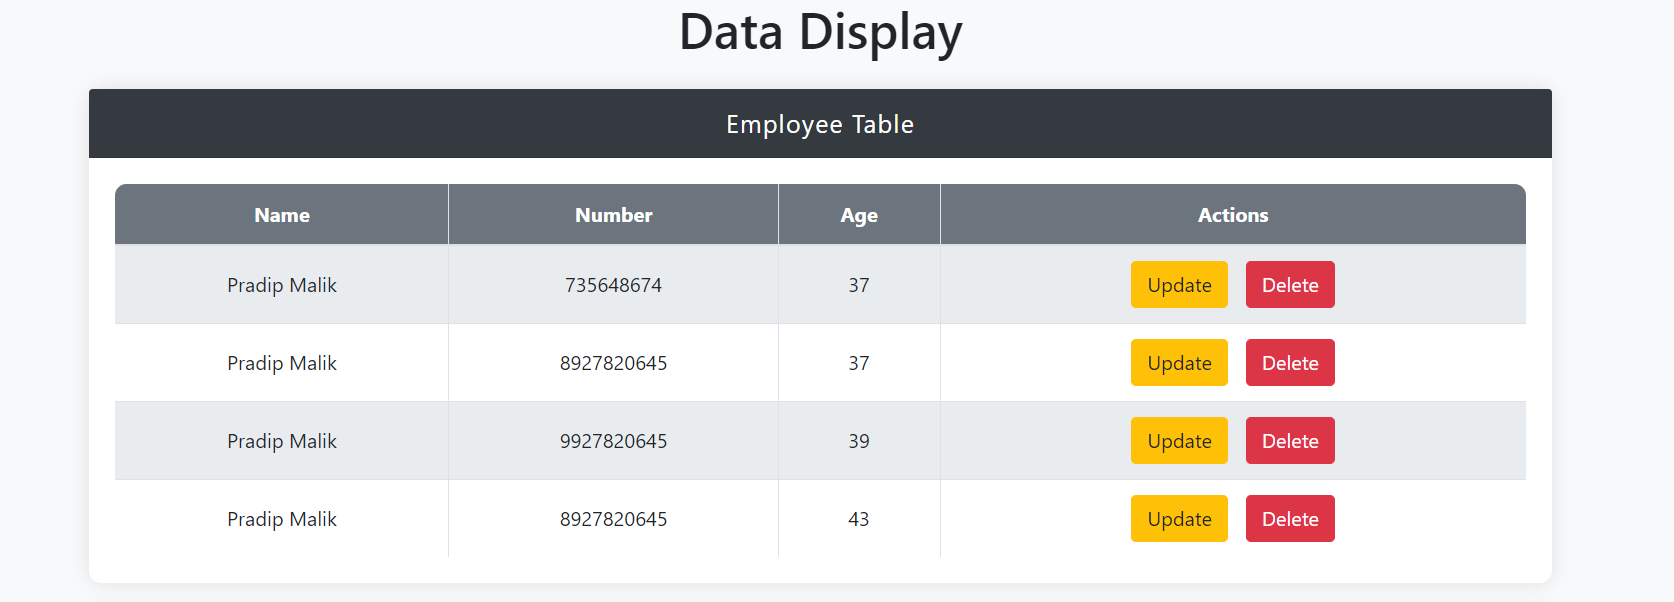 Data Display
Employee Table
Name Number Age Actions
Pradip Malik 735648674 37 Update Delete
Pradip Malik 8927820645 37 Update Delete
Pradip Malik 9927820645 39 Update Delete
Pradip Malik 8927820645 43 Update Delete